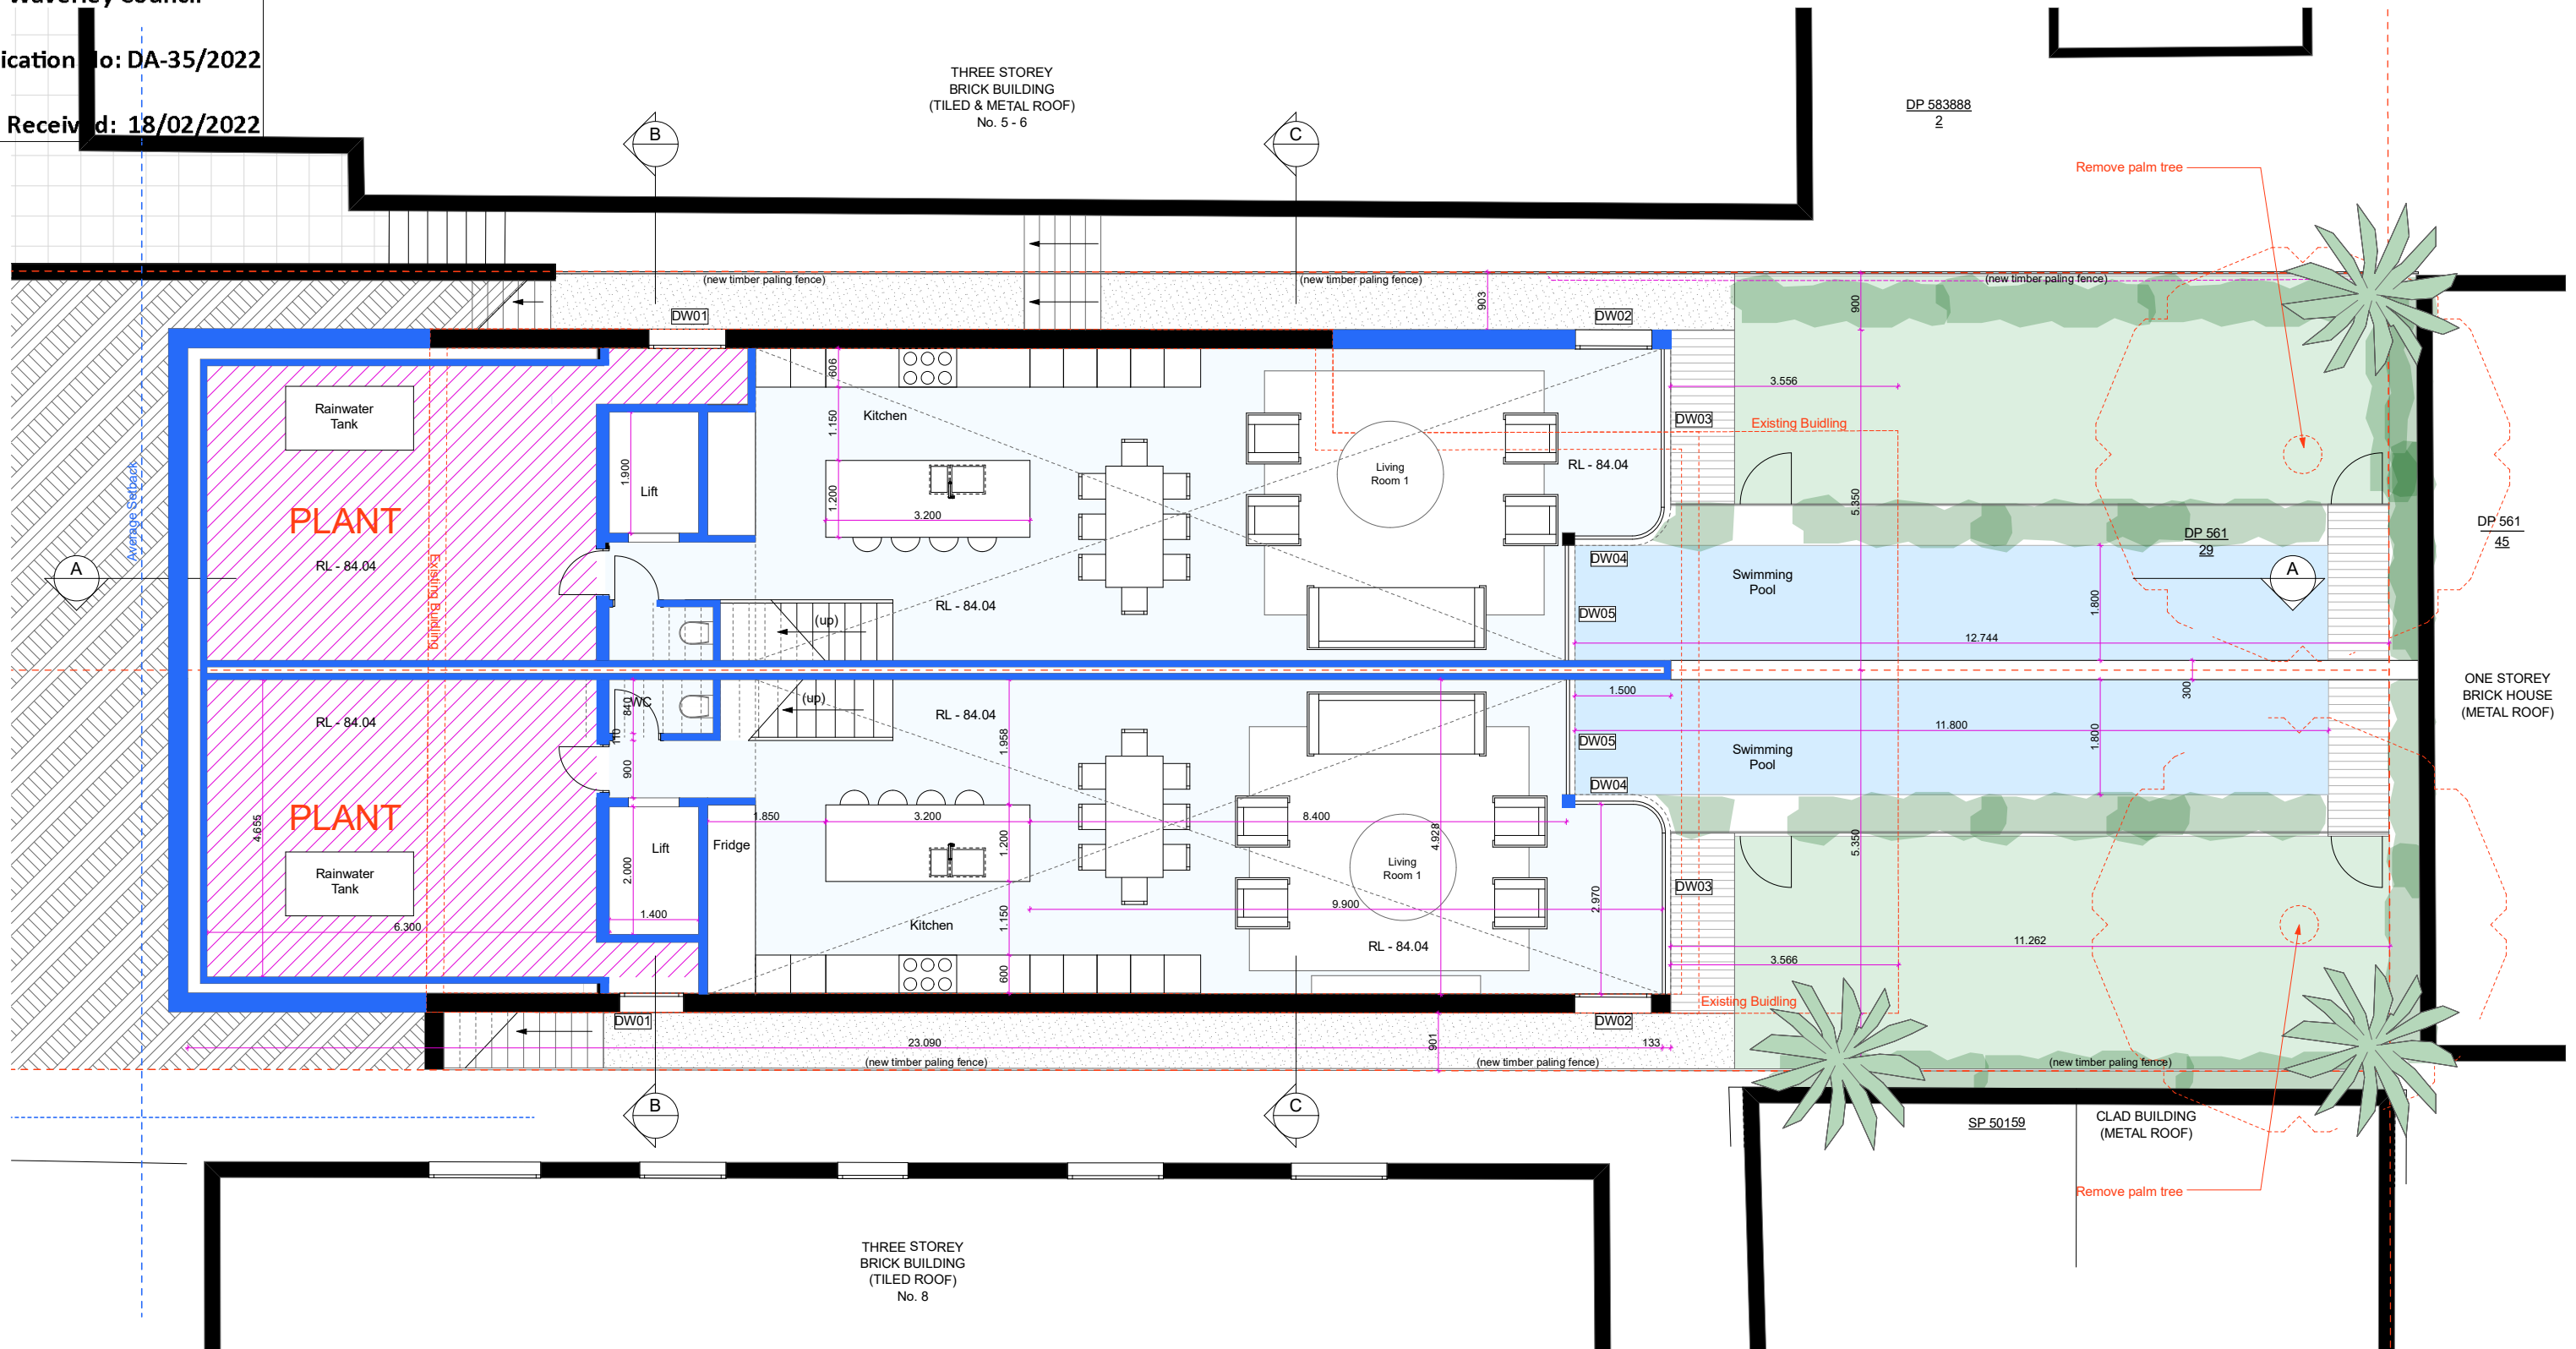 Waverley Council
ication No: DA-35/2022
Received: 18/02/2022
THREE STOREY
BRICK BUILDING
(TILED & METAL ROOF)
No. 5 - 6
DP 583888
2
B
C
Remove palm tree
(new timber paling fence)
(new timber paling fence)
(new timber paling fence)
903
900
DW01
DW02
606
Kitchen
1.150
Rainwater
Tank
3.556
DW03
Existing Buidling
Living
Room 1
RL - 84.04
1.900
Lift
1.200
3.200
PLANT
Average Setback
5.350
DP 561
29
DP 561
45
A
RL - 84.04
Existing Buidling
DW04
Swimming
Pool
A
RL - 84.04
(up)
DW05
1.800
12.744
WC
840
110
(up)
RL - 84.04
RL - 84.04
1.500
300
ONE STOREY
BRICK HOUSE
(METAL ROOF)
11.800
1.958
DW05
Swimming
Pool
1.800
900
DW04
PLANT
4.655
1.850
3.200
8.400
4.928
5.350
Fridge
Lift
1.200
Living
Room 1
Rainwater
Tank
2.000
DW03
1.400
9.900
2.970
6.300
Kitchen
1.150
RL - 84.04
11.262
3.566
600
Existing Buidling
DW01
DW02
23.090
901
133
(new timber paling fence)
(new timber paling fence)
(new timber paling fence)
B
C
SP 50159
CLAD BUILDING
(METAL ROOF)
Remove palm tree
THREE STOREY
BRICK BUILDING
(TILED ROOF)
No. 8